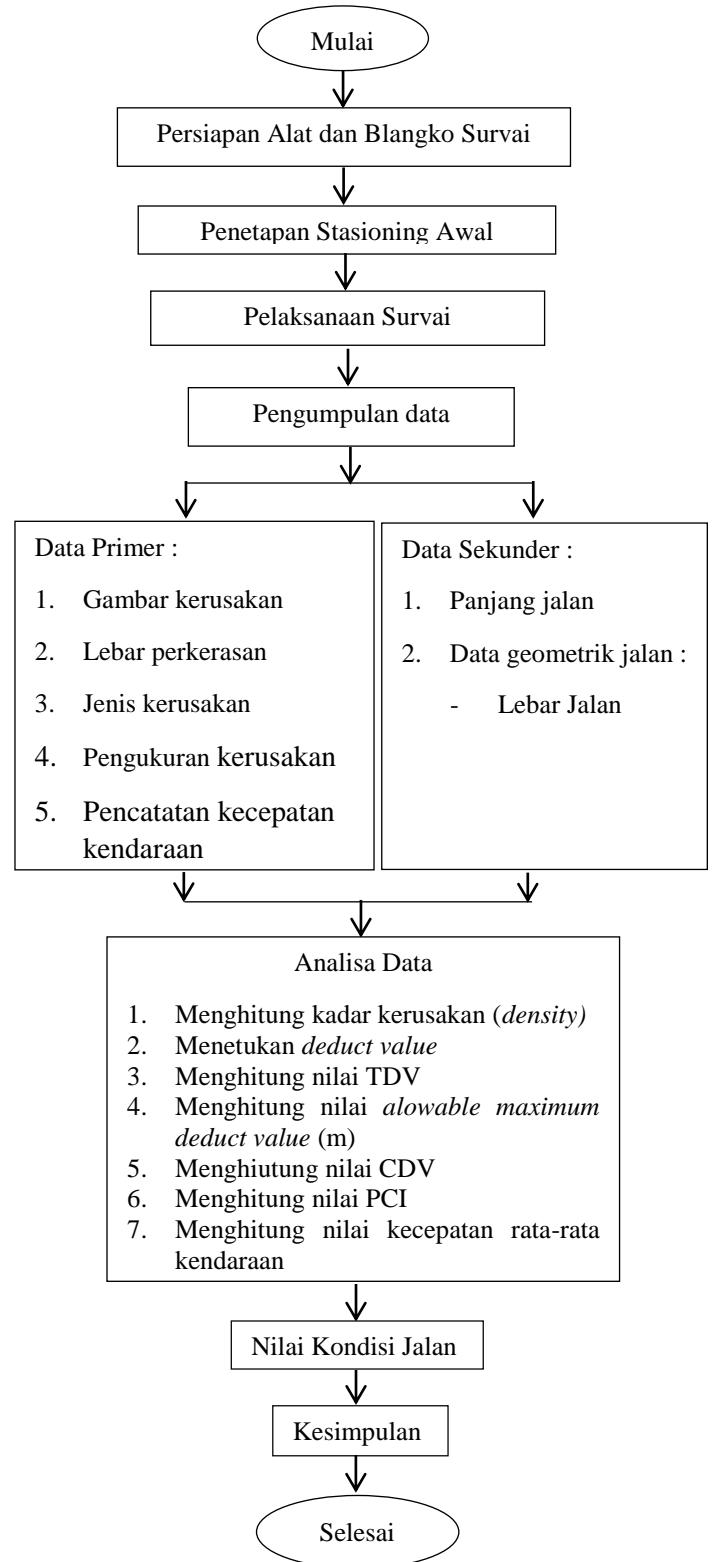 Mulai
Persiapan Alat dan Blangko Survai
Penetapan Stasioning Awal
Pelaksanaan Survai
Pengumpulan data
Data Primer :
1. Gambar kerusakan
2. Lebar perkerasan
3. Jenis kerusakan
4. Pengukuran kerusakan
5. Pencatatan kecepatan
kendaraan
Data Sekunder :
1. Panjang jalan
2. Data geometrik jalan :
- Lebar Jalan
Analisa Data
1. Menghitung kadar kerusakan (density)
2. Menetukan deduct value
3. Menghitung nilai TDV
4. Menghitung nilai alowable maximum
deduct value (m)
5. Menghiutung nilai CDV
6. Menghitung nilai PCI
7. Menghitung nilai kecepatan rata-rata
kendaraan
Nilai Kondisi Jalan
Kesimpulan
Selesai